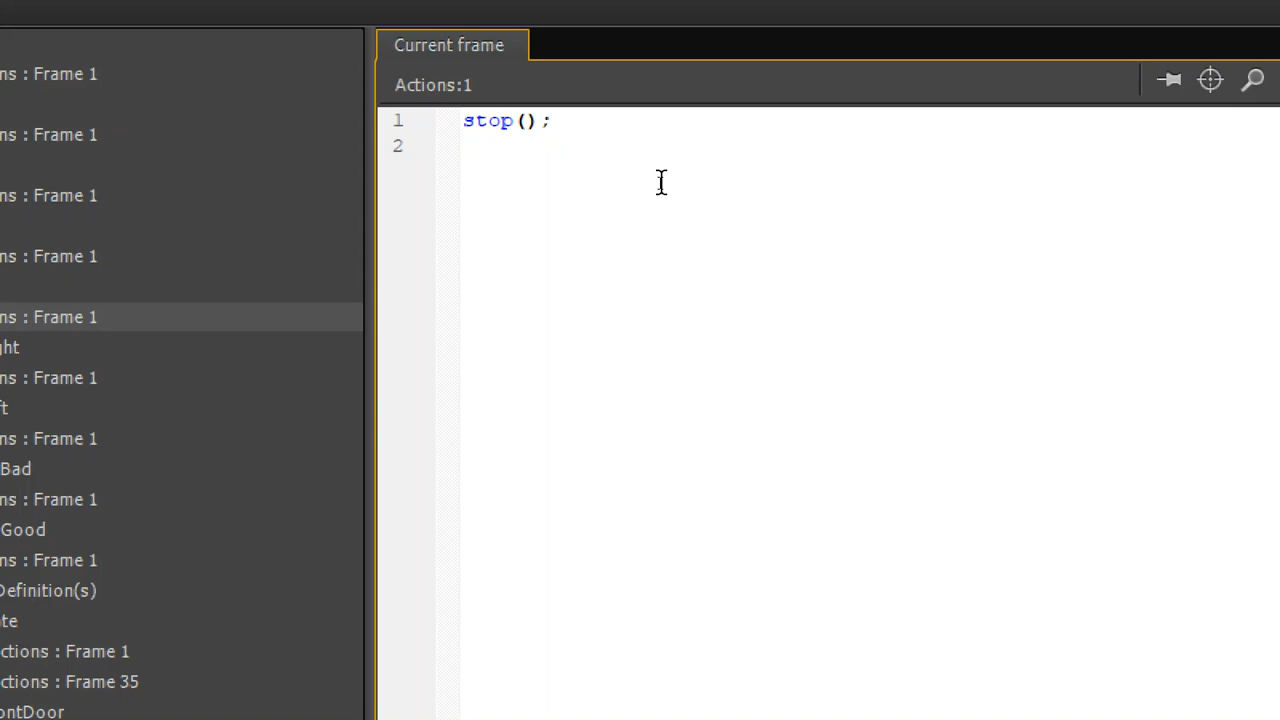 ns : Frame 1
ns : Frame 1
ns : Frame 1
ns : Frame 1
ns : Frame 1
ght
ns : Frame 1
ft
ns : Frame 1
Bad
ns : Frame 1
Good
ns : Frame 1
Definition(s)
te
ctions : Frame 1
ctions : Frame 35
ontDoor
Current frame
Actions:1
1 stop();
2